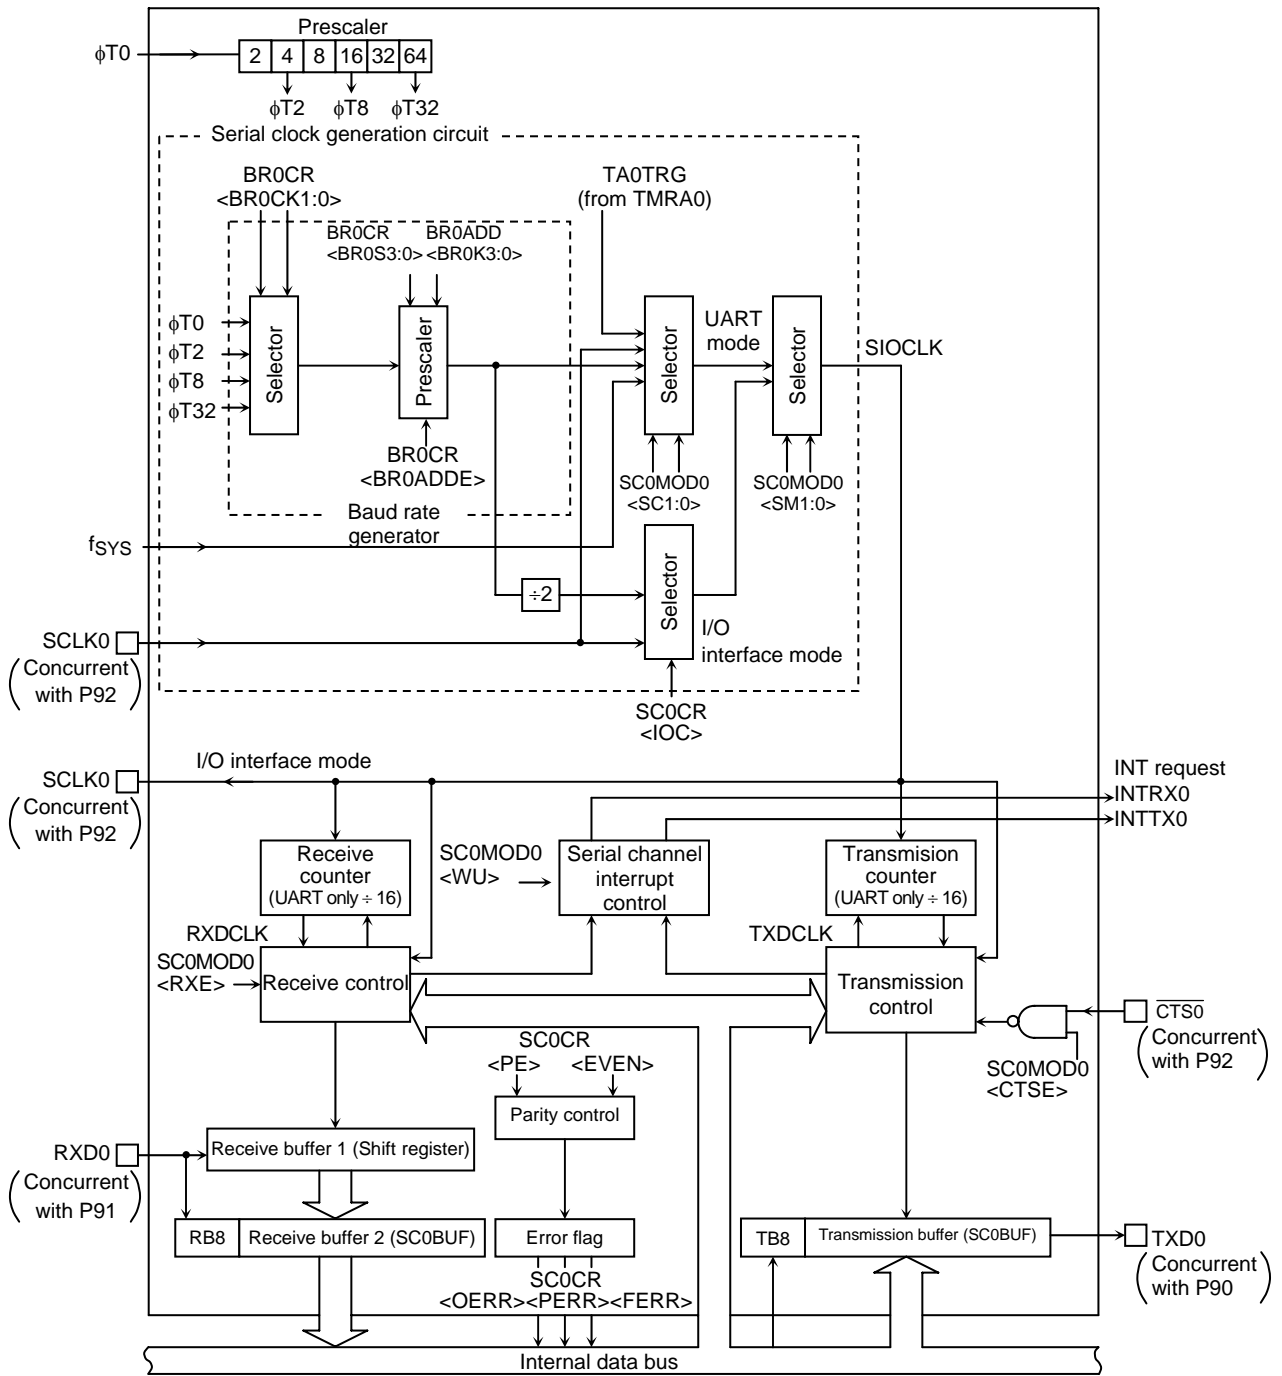 Prescaler
ϕT0
2 4 8 16 32 64
ϕT2 ϕT8 ϕT32
Serial clock generation circuit
BR0CR
<BR0CK1:0>
TA0TRG
(from TMRA0)
BR0CR
<BR0S3:0>
BR0ADD
<BR0K3:0>
ϕT0
ϕT2
ϕT8
ϕT32
Selector
Prescaler
Selector
UART
mode
Selector
SIOCLK
BR0CR
<BR0ADDE>
SC0MOD0
<SC1:0>
SC0MOD0
<SM1:0>
Baud rate
generator
fSYS
÷2
Selector
I/O
interface mode
SCLK0
(Concurrent
with P92)
SC0CR
<IOC>
I/O interface mode
SCLK0
(Concurrent
with P92)
INT request
INTRX0
INTTX0
Receive
counter
(UART only ÷ 16)
SC0MOD0
<WU>
Serial channel
interrupt
control
Transmision
counter
(UART only ÷ 16)
RXDCLK
TXDCLK
SC0MOD0
<RXE>
Receive control
Transmission
control
CTS0
(Concurrent
with P92)
SC0MOD0
<CTSE>
SC0CR
<PE> <EVEN>
Parity control
RXD0
(Concurrent
with P91)
Receive buffer 1 (Shift register)
RB8
Receive buffer 2 (SC0BUF)
Error flag
TB8
Transmission buffer (SC0BUF)
TXD0
(Concurrent
with P90)
SC0CR
<OERR><PERR><FERR>
Internal data bus